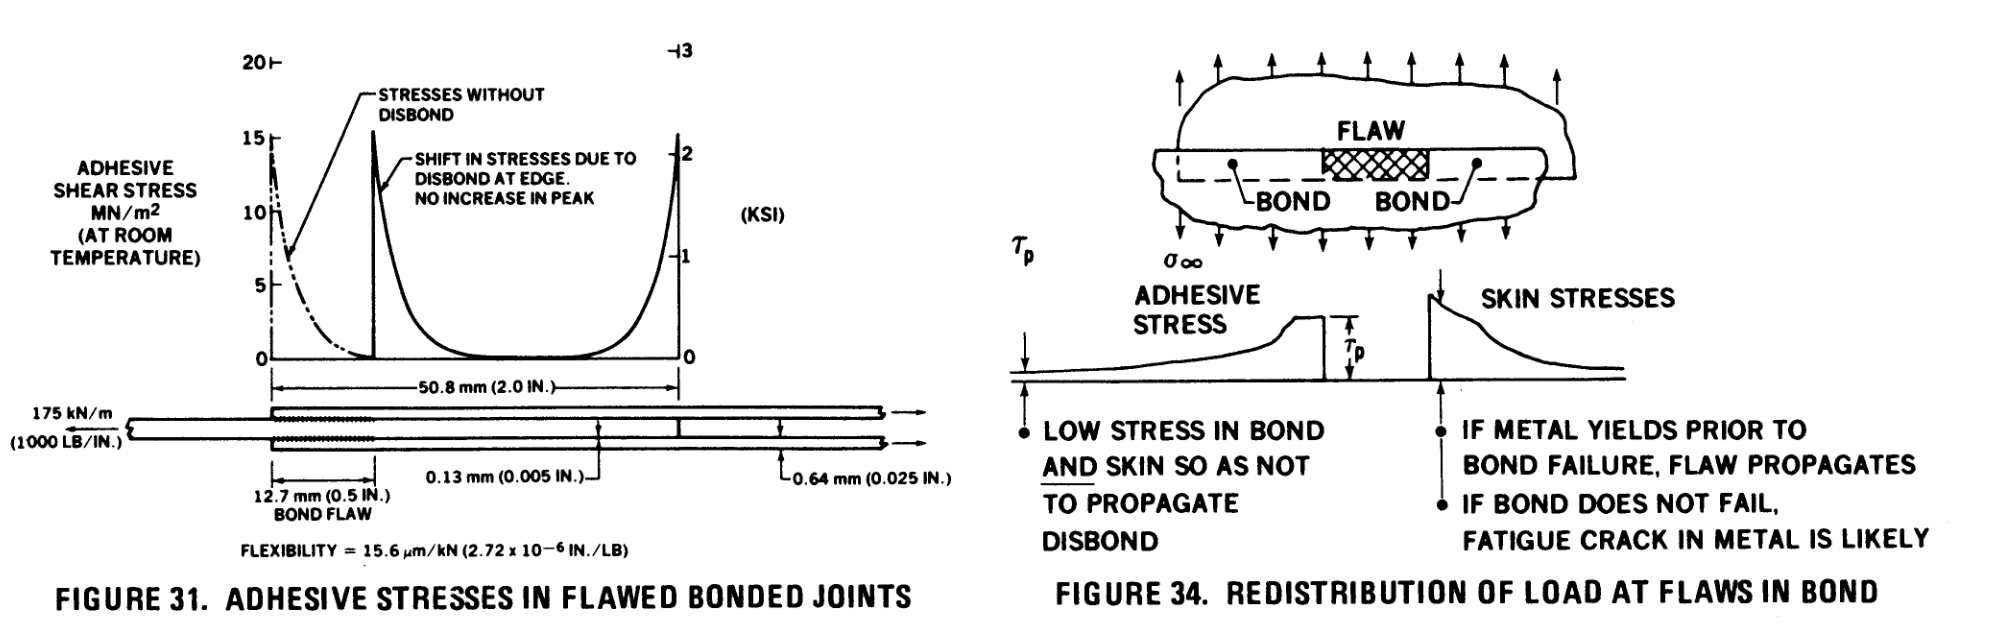 20
3
STRESSES WITHOUT
DISBOND
15
ADHESIVE
SHEAR STRESS
MN/m²
(AT ROOM
TEMPERATURE)
SHIFT IN STRESSES DUE TO
DISBOND AT EDGE.
NO INCREASE IN PEAK
2
10
(KSI)
1
5
0
0
50.8 mm (2.0 IN.)
175 kN/m
(1000 LB/IN.)
0.13 mm (0.005 IN.)
0.64 mm (0.025 IN.)
12.7 mm (0.5 IN.)
BOND FLAW
FLEXIBILITY = 15.6 μm/kN (2.72 x 10⁻⁶ IN./LB)
FIGURE 31. ADHESIVE STRESSES IN FLAWED BONDED JOINTS
FLAW
BOND
BOND
τp
σ∞
ADHESIVE
STRESS
SKIN STRESSES
τp
• LOW STRESS IN BOND
AND SKIN SO AS NOT
TO PROPAGATE
DISBOND
• IF METAL YIELDS PRIOR TO
BOND FAILURE, FLAW PROPAGATES
• IF BOND DOES NOT FAIL,
FATIGUE CRACK IN METAL IS LIKELY
FIGURE 34. REDISTRIBUTION OF LOAD AT FLAWS IN BOND